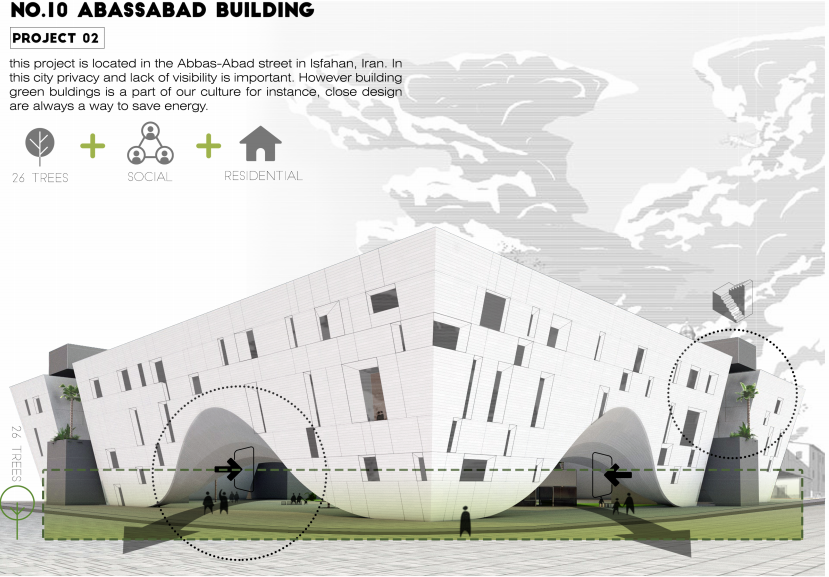 NO.10 ABASSABAD BUILDING
PROJECT 02
this project is located in the Abbas-Abad street in Isfahan, Iran. In
this city privacy and lack of visibility is important. However building
green buldings is a part of our culture for instance, close design
are always a way to save energy.
26 TREES
SOCIAL
RESIDENTIAL
26 TREES